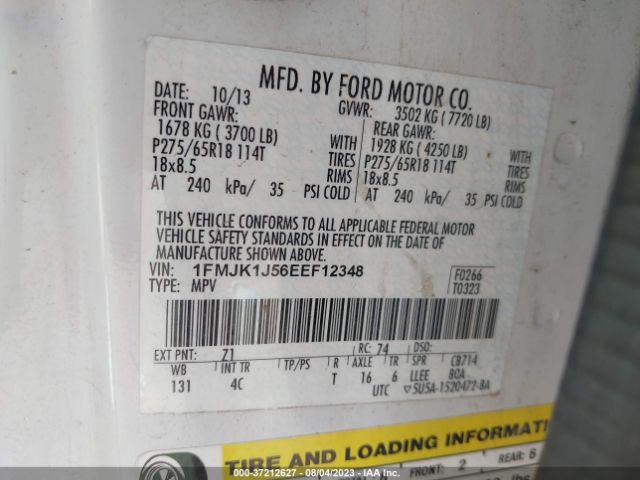 MFD. BY FORD MOTOR CO.
DATE: 10/13 GVWR: 3502 KG ( 7720 LB)
FRONT GAWR: REAR GAWR:
1678 KG ( 3700 LB) WITH 1928 KG ( 4250 LB) WITH
P275/65R18 114T TIRES P275/65R18 114T TIRES
18x8.5 RIMS 18x8.5 RIMS
AT 240 kPa/ 35 PSI COLD AT 240 kPa/ 35 PSI COLD
THIS VEHICLE CONFORMS TO ALL APPLICABLE FEDERAL MOTOR
VEHICLE SAFETY STANDARDS IN EFFECT ON THE DATE OF
MANUFACTURE SHOWN ABOVE.
VIN: 1FMJK1J56EEF12348 F0266
TYPE: MPV T0323
EXT PNT: Z1 RC: 74 DSO:
WB INT TR TP/PS R AXLE TR SPR CB714
131 4C T 16 6 LLEE BOA
UTC ▽5U5A-1520472-BA
TIRE AND LOADING INFORMATI
FRONT: 2 REAR: 6
lbs
© COPART 37212627 - 08/04/2023 - IAA